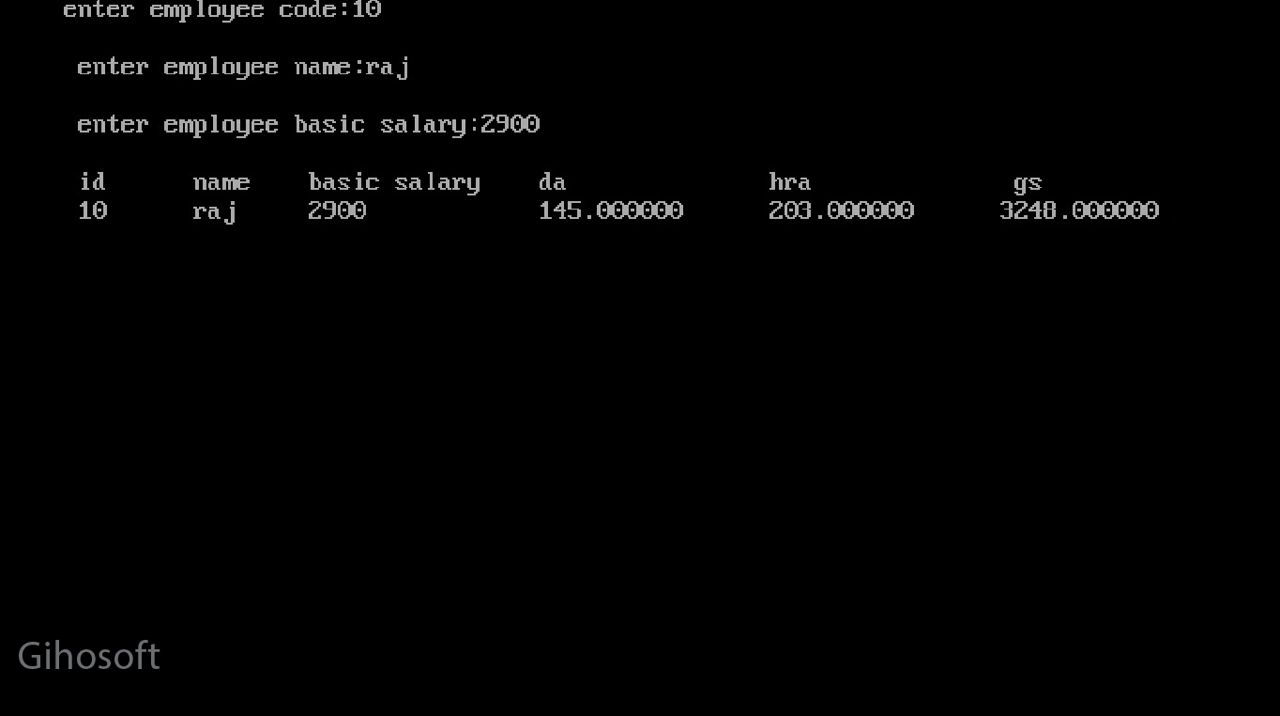 enter employee code:10
enter employee name:raj
enter employee basic salary:2900
id name basic salary da hra gs
10 raj 2900 145.000000 203.000000 3248.000000
Gihosoft